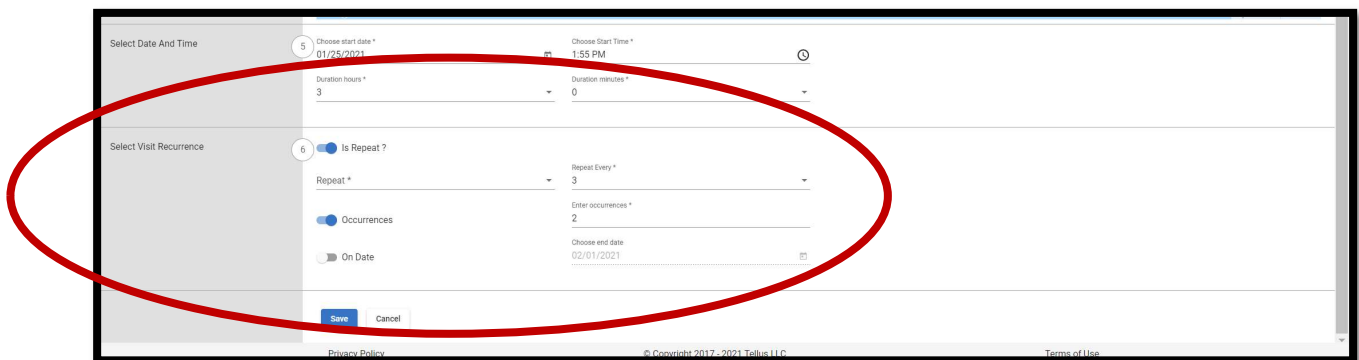 Select Date And Time
5
Choose start date *
Choose Start Time *
01/25/2021
1:55 PM
Duration hours *
Duration minutes *
3
0
Select Visit Recurrence
6
Is Repeat ?
Repeat *
Repeat Every *
3
Occurrences
Enter occurrences *
2
On Date
Choose end date
02/01/2021
Save
Cancel
Privacy Policy
© Copyright 2017 - 2021 Tellus LLC
Terms of Use